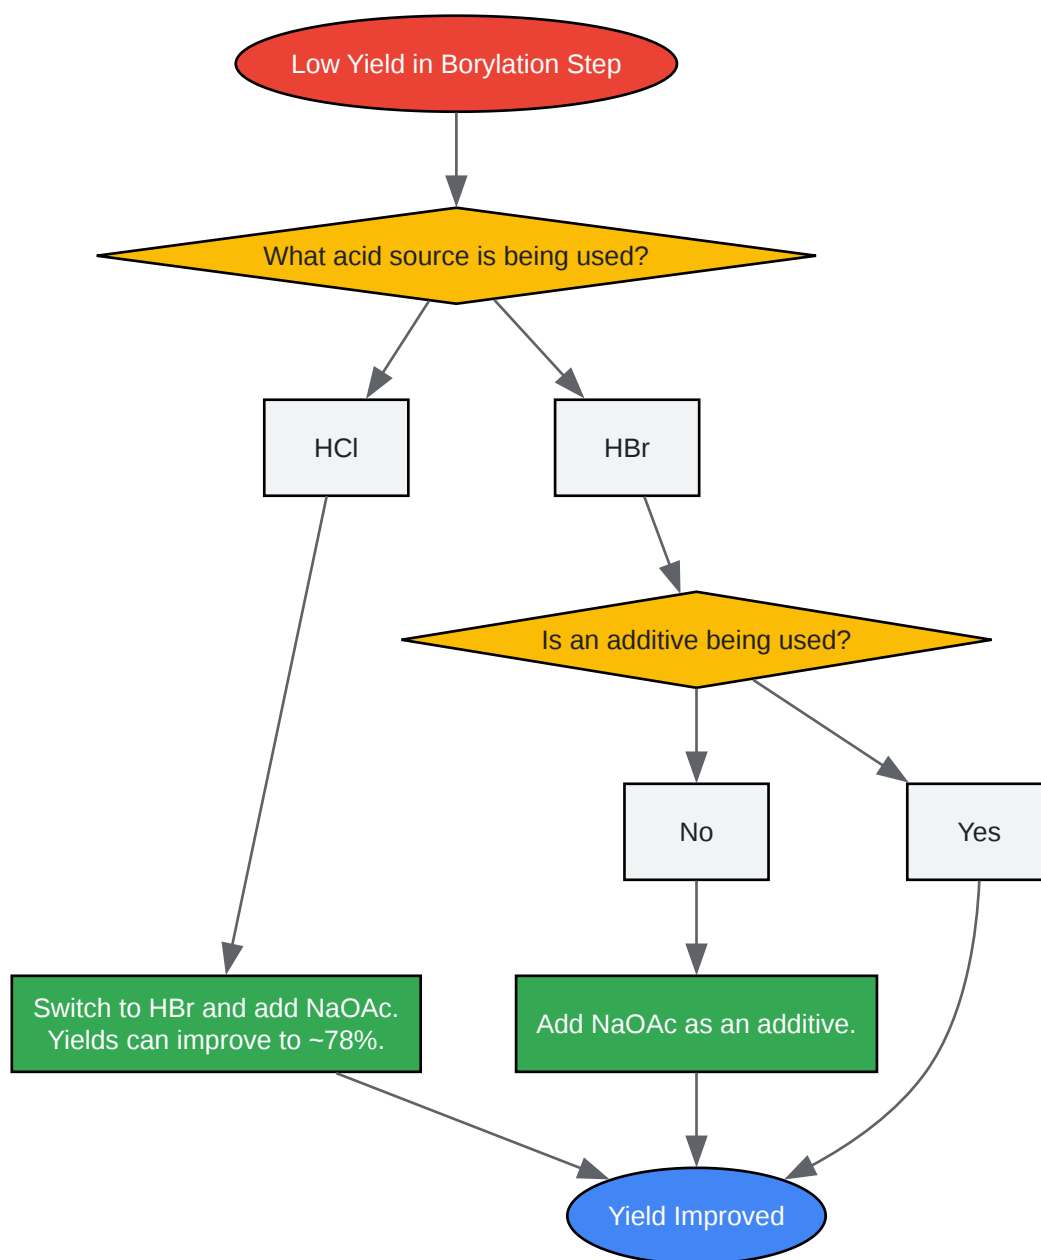 Low Yield in Borylation Step
What acid source is being used?
HCl
HBr
Is an additive being used?
No
Yes
Switch to HBr and add NaOAc.
Yields can improve to ~78%.
Add NaOAc as an additive.
Yield Improved